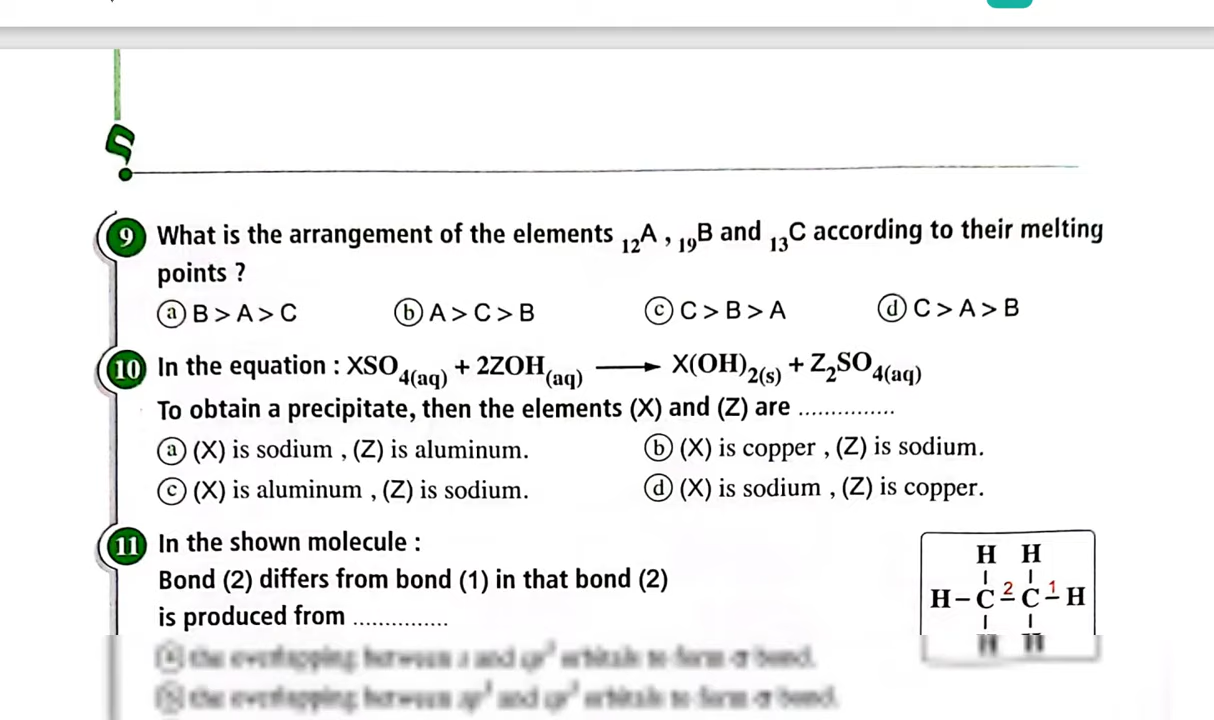 9 What is the arrangement of the elements ₁₂A , ₁₉B and ₁₃C according to their melting
points ?
ⓐ B > A > C ⓑ A > C > B ⓒ C > B > A ⓓ C > A > B
10 In the equation : XSO₄₍aq₎ + 2ZOH₍aq₎ ⟶ X(OH)₂₍s₎ + Z₂SO₄₍aq₎
To obtain a precipitate, then the elements (X) and (Z) are ...............
ⓐ (X) is sodium , (Z) is aluminum. ⓑ (X) is copper , (Z) is sodium.
ⓒ (X) is aluminum , (Z) is sodium. ⓓ (X) is sodium , (Z) is copper.
11 In the shown molecule :
Bond (2) differs from bond (1) in that bond (2)
is produced from ...............
H H
H – C 2 – C 1 – H
H H